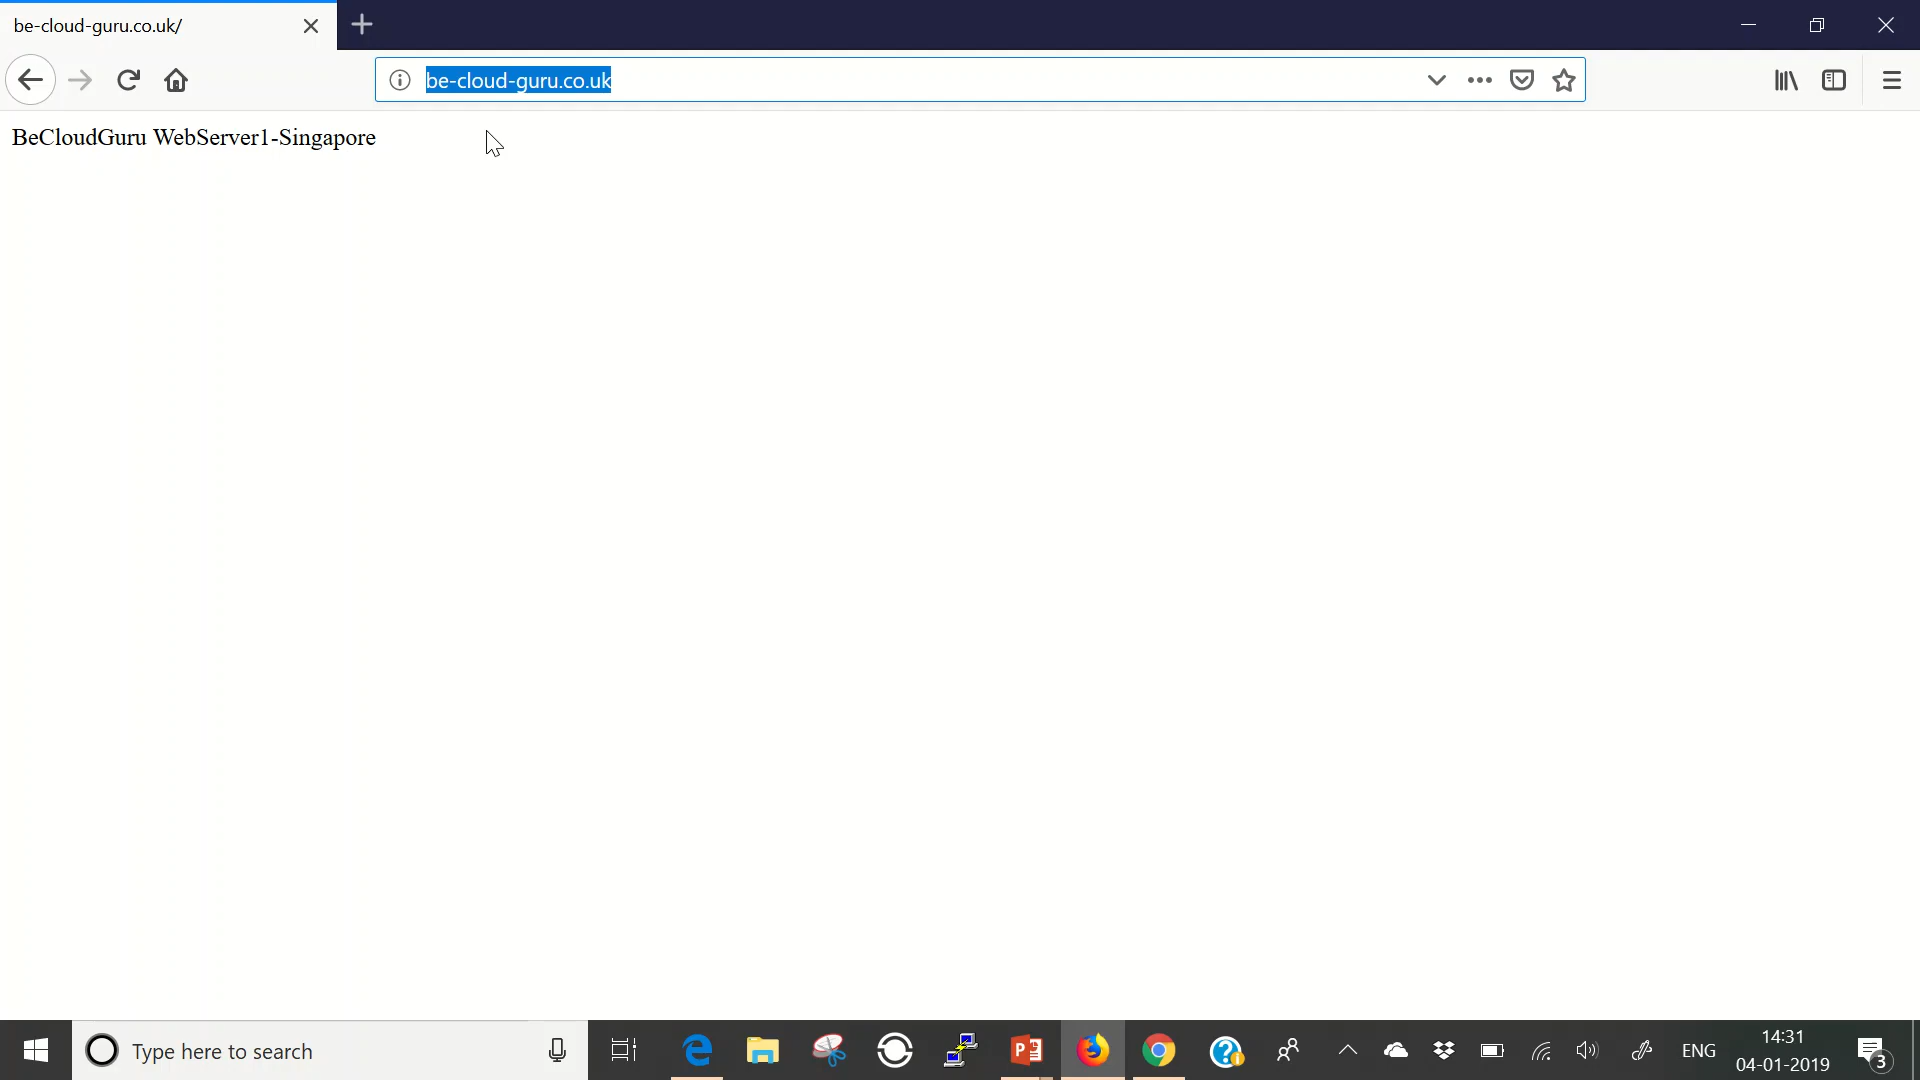 be-cloud-guru.co.uk/
be-cloud-guru.co.uk
BeCloudGuru WebServer1-Singapore
Type here to search
ENG
14:31
04-01-2019
3